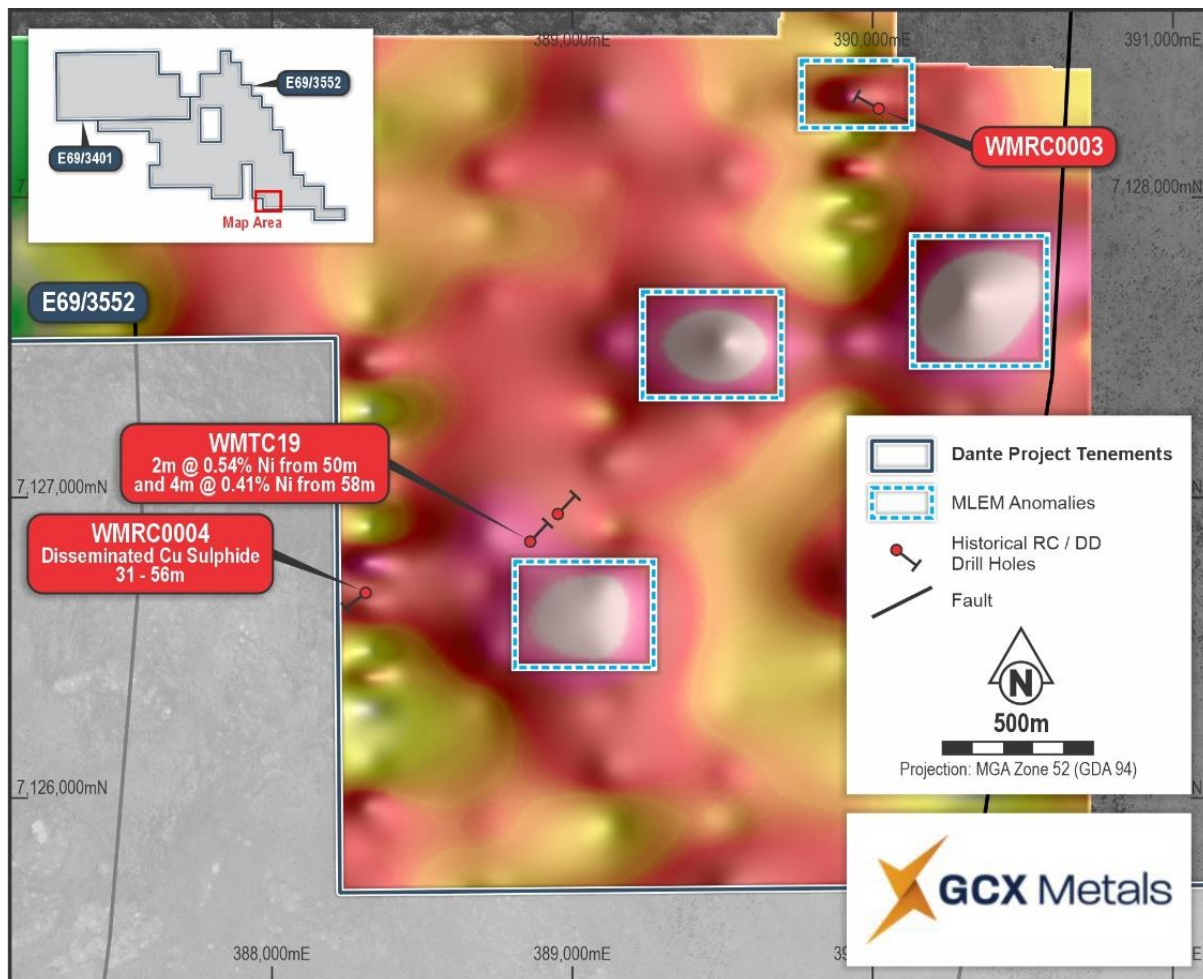 389,000mE
390,000mE
391,000mE
E69/3552
E69/3401
Map Area
WMRC0003
7,128,000mN
E69/3552
WMTC19
2m @ 0.54% Ni from 50m
and 4m @ 0.41% Ni from 58m
7,127,000mN
WMRC0004
Disseminated Cu Sulphide
31 - 56m
Dante Project Tenements
MLEM Anomalies
Historical RC / DD
Drill Holes
Fault
N
500m
Projection: MGA Zone 52 (GDA 94)
7,126,000mN
GCX Metals
388,000mE
389,000mE